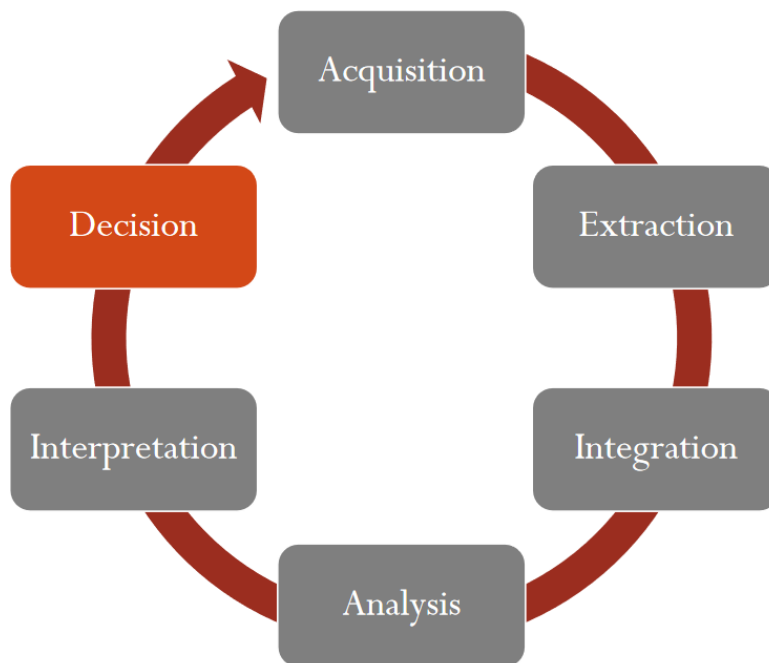 Acquisition
Extraction
Integration
Analysis
Interpretation
Decision